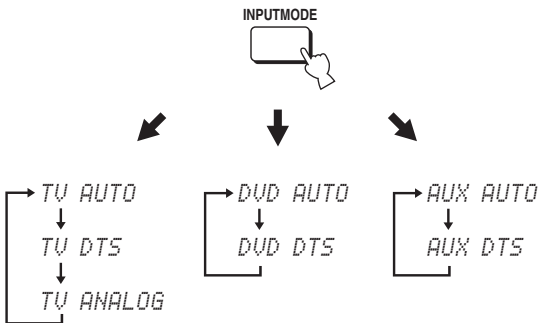 INPUTMODE
TV AUTO
TV DTS
TV ANALOG
DVD AUTO
DVD DTS
AUX AUTO
AUX DTS